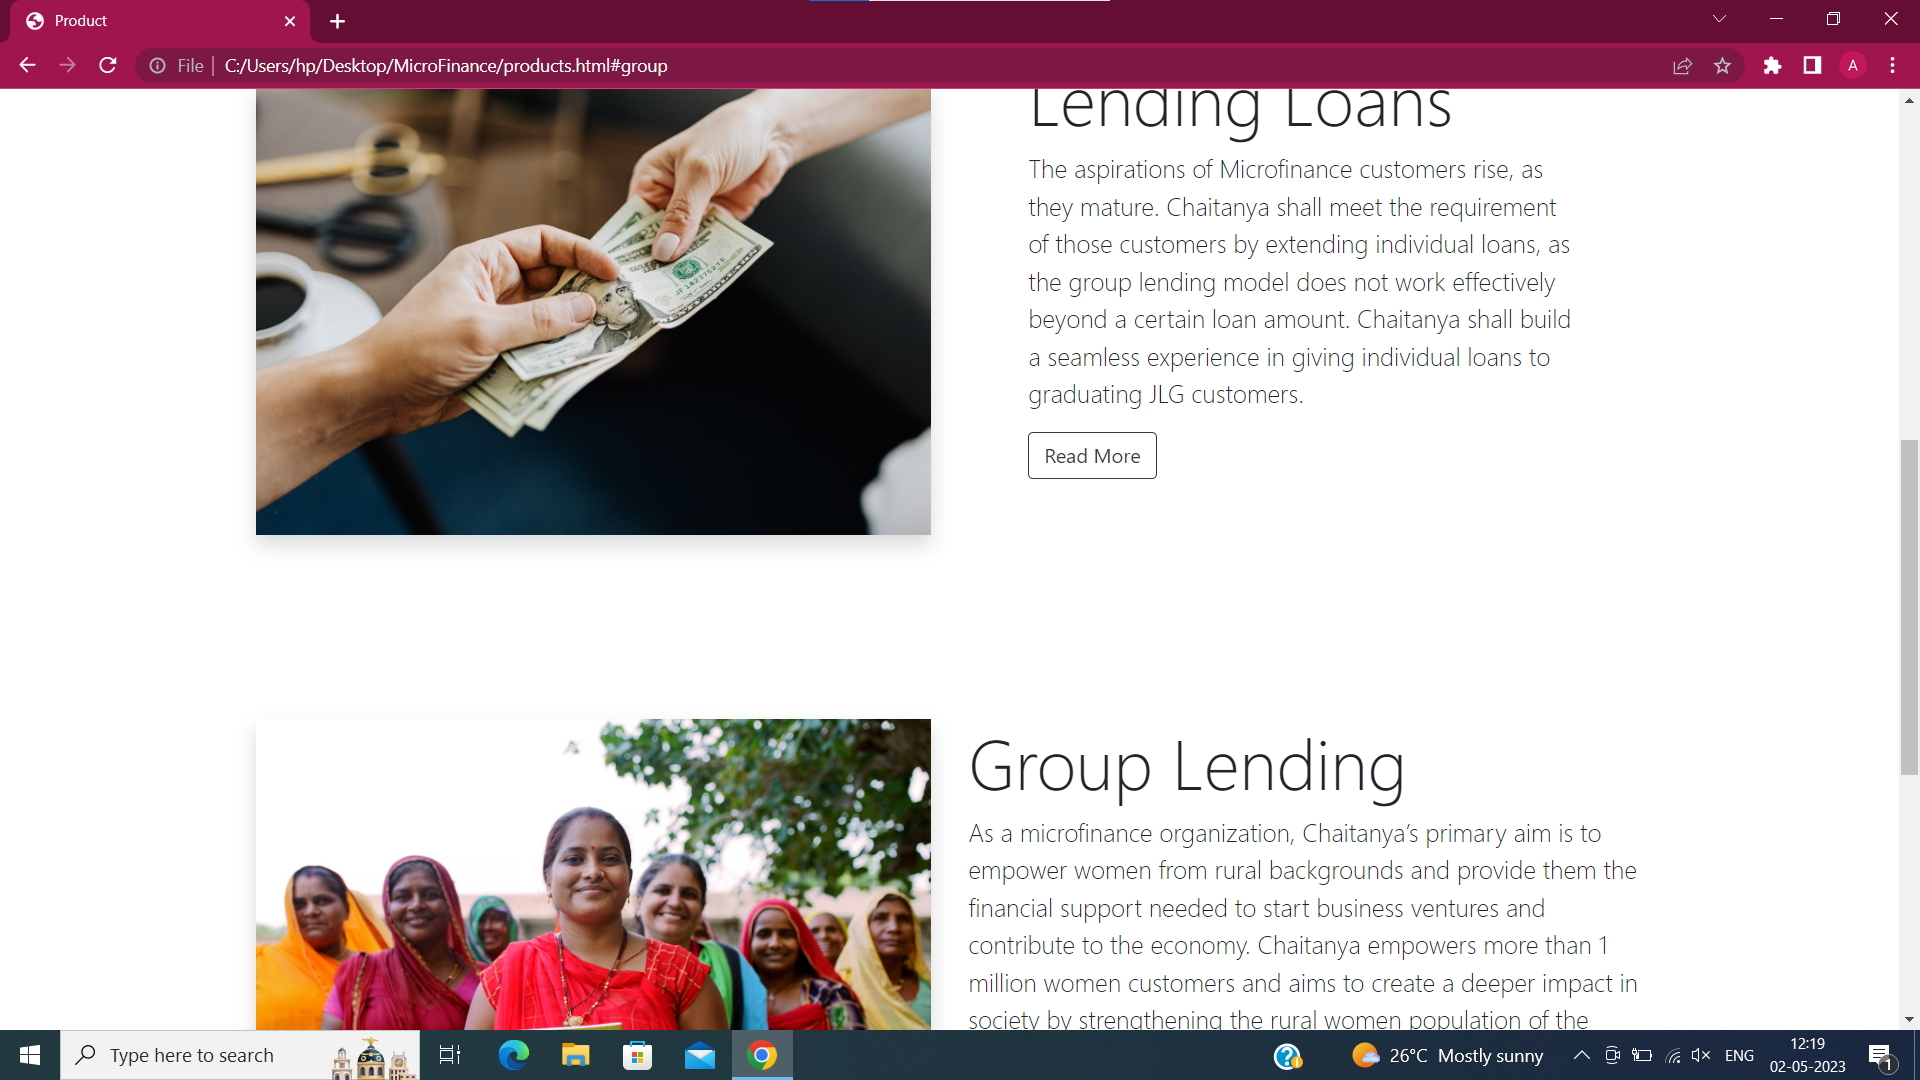 Product
File
C:/Users/hp/Desktop/MicroFinance/products.html#group
A
Lending Loans
The aspirations of Microfinance customers rise, as
they mature. Chaitanya shall meet the requirement
of those customers by extending individual loans, as
the group lending model does not work effectively
beyond a certain loan amount. Chaitanya shall build
a seamless experience in giving individual loans to
graduating JLG customers.
Read More
Group Lending
As a microfinance organization, Chaitanya’s primary aim is to
empower women from rural backgrounds and provide them the
financial support needed to start business ventures and
contribute to the economy. Chaitanya empowers more than 1
million women customers and aims to create a deeper impact in
society by strengthening the rural women population of the
Type here to search
26°C Mostly sunny
ENG
12:19
02-05-2023
1